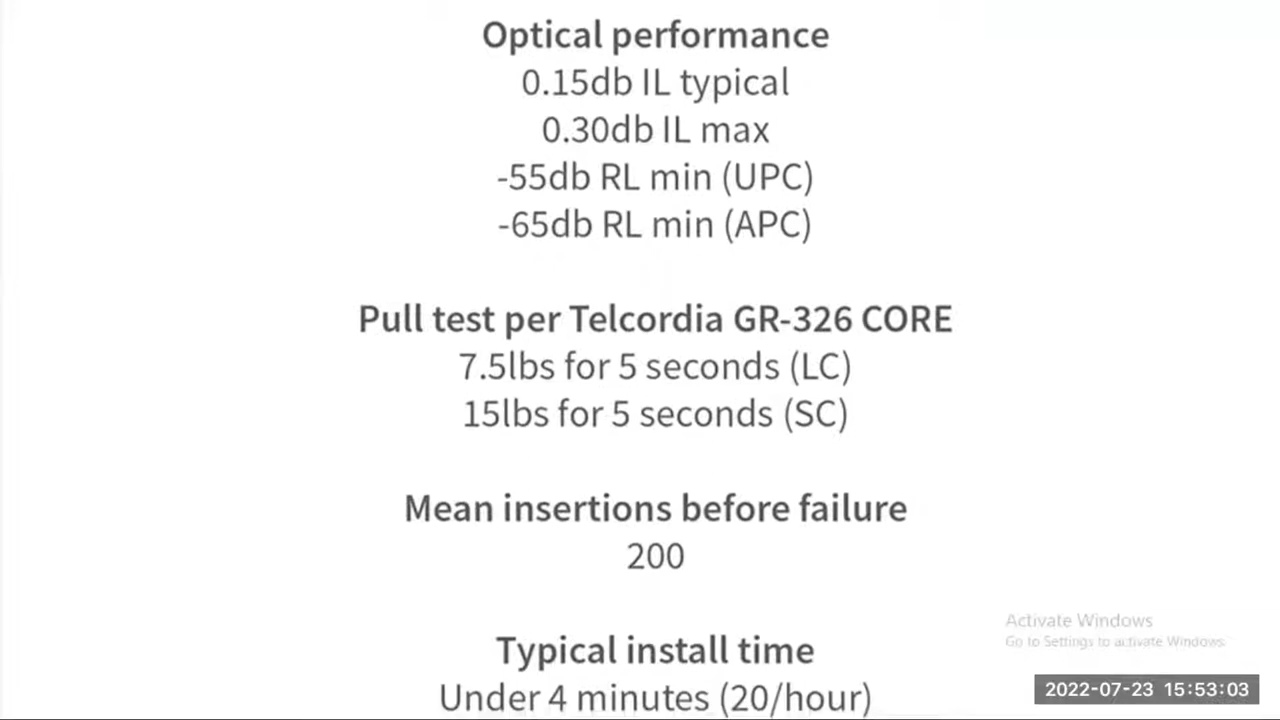 Optical performance
0.15db IL typical
0.30db IL max
-55db RL min (UPC)
-65db RL min (APC)
Pull test per Telcordia GR-326 CORE
7.5lbs for 5 seconds (LC)
15lbs for 5 seconds (SC)
Mean insertions before failure
200
Typical install time
Under 4 minutes (20/hour)
Activate Windows
Go to Settings to activate Windows.
2022-07-23 15:53:03